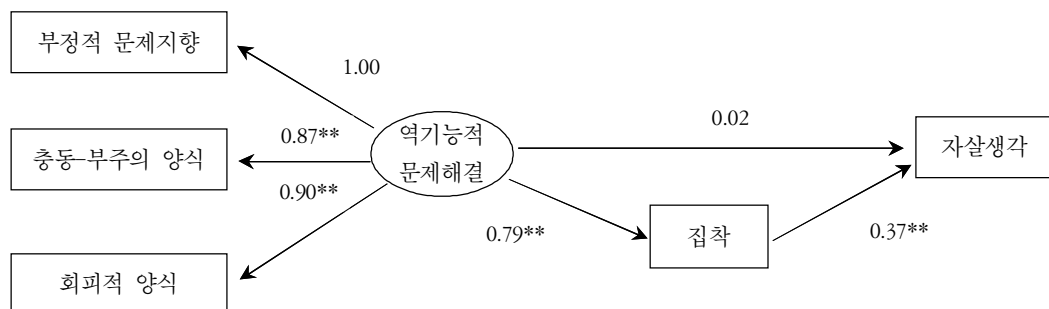 부정적 문제지향
1.00
충동-부주의 양식
0.87**
역기능적
문제해결
0.02
자살생각
0.90**
0.79**
집착
0.37**
회피적 양식